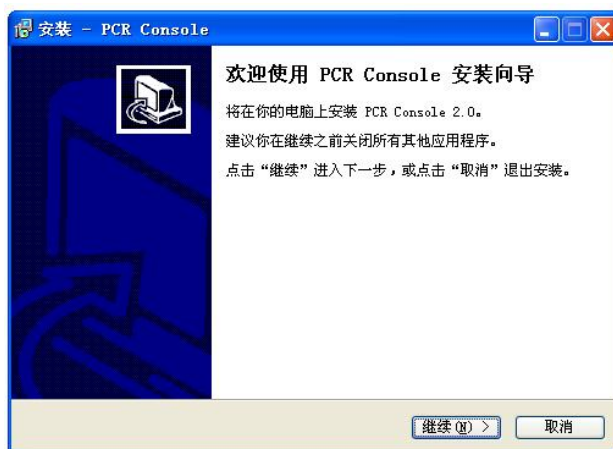 安装 - PCR Console
欢迎使用 PCR Console 安装向导
将在你的电脑上安装 PCR Console 2.0。
建议你在继续之前关闭所有其他应用程序。
点击“继续”进入下一步，或点击“取消”退出安装。
继续(N) >
取消